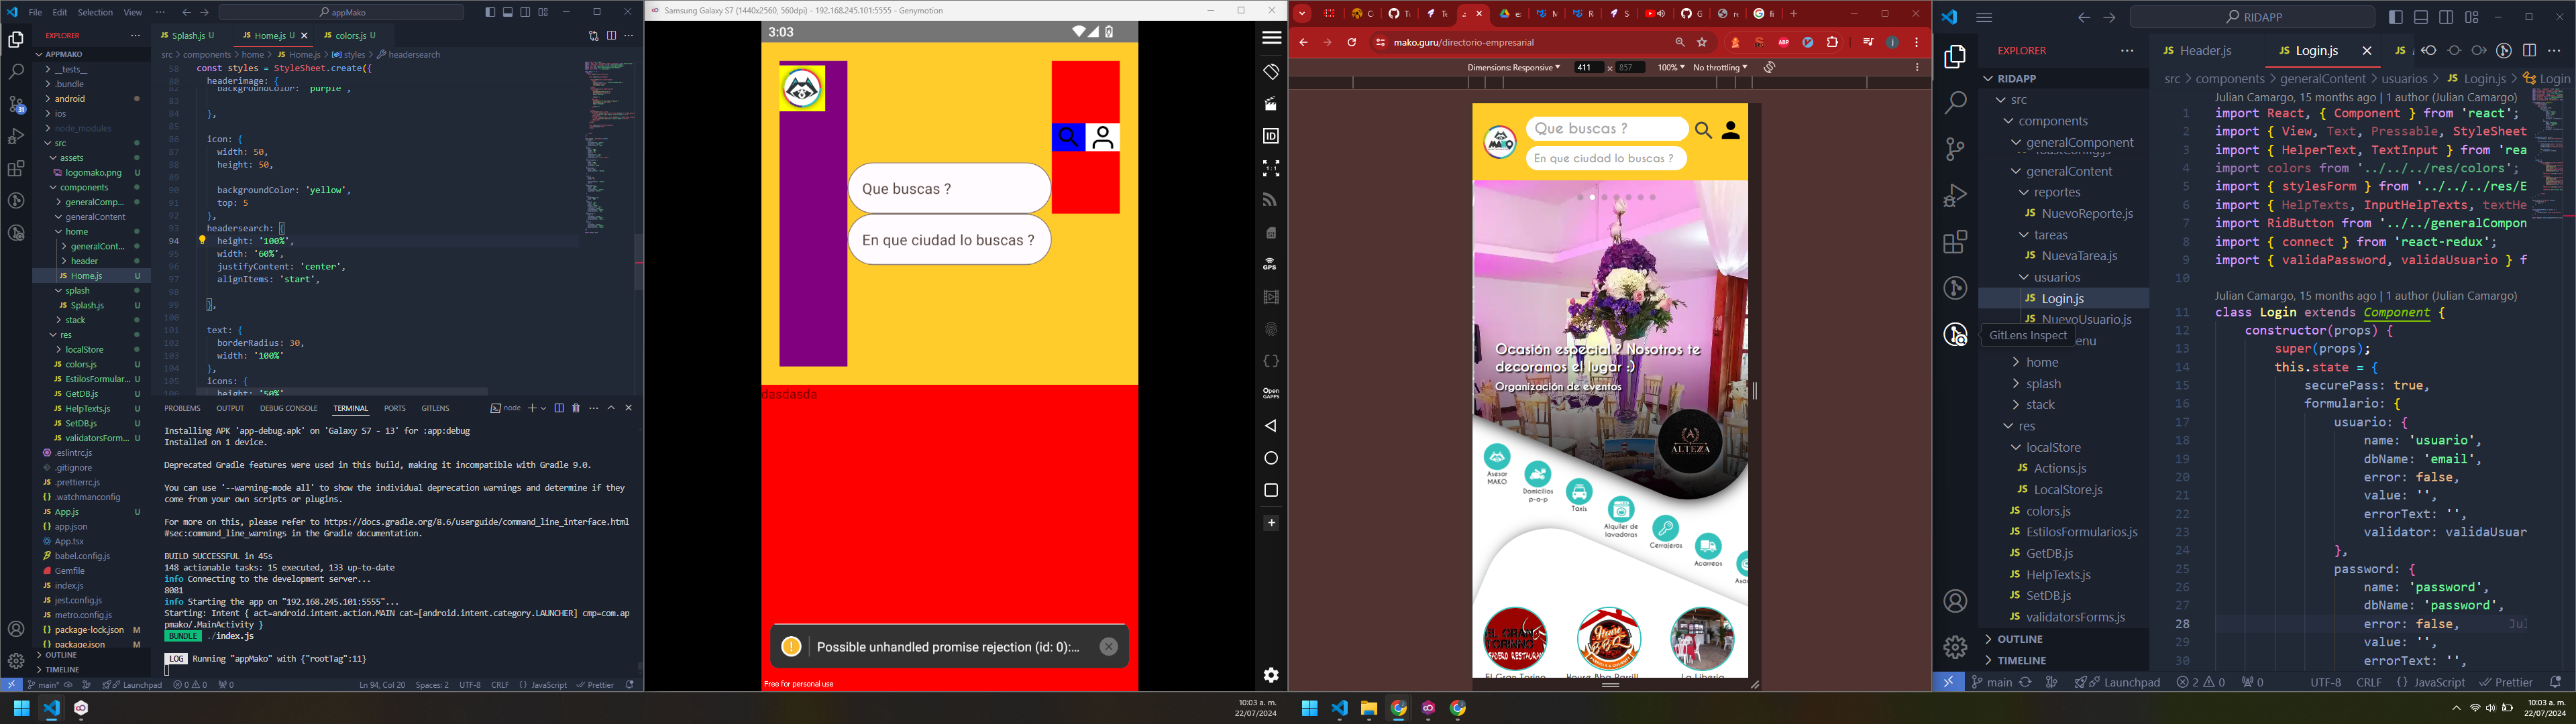 File Edit Selection View ··· appMako
EXPLORER
APPMAKO
__tests__
.bundle
android
ios
node_modules
src
assets
logomako.png U
components
generalComp... U
generalContent
home
generalCont...
header
Home.js U
splash
Splash.js U
stack
res
localStore
colors.js U
EstilosFormular... U
GetDB.js U
HelpTexts.js U
SetDB.js U
validatorsForm... U
.eslintrc.js
.gitignore
.prettierrc.js
.watchmanconfig
App.js U
app.json
App.tsx
babel.config.js
Gemfile
index.js
jest.config.js
metro.config.js
package-lock.json M
package.json M
OUTLINE
TIMELINE
Splash.js U Home.js U colors.js U
src > components > home > Home.js > styles > headersearch
58 const styles = StyleSheet.create({
80 headerimage: {
82 backgroundColor: 'purple',
83
84 },
85
86 icon: {
87 width: 50,
88 height: 50,
89
90 backgroundColor: 'yellow',
91 top: 5
92 },
93 headersearch: {
94 height: '100%',
95 width: '60%',
96 justifyContent: 'center',
97 alignItems: 'start',
98
99 },
100
101 text: {
102 borderRadius: 30,
103 width: '100%'
104 },
105 icons: {
106 height: '50%'
PROBLEMS OUTPUT DEBUG CONSOLE TERMINAL PORTS GITLENS node
Installing APK 'app-debug.apk' on 'Galaxy S7 - 13' for :app:debug
Installed on 1 device.
Deprecated Gradle features were used in this build, making it incompatible with Gradle 9.0.
You can use '--warning-mode all' to show the individual deprecation warnings and determine if they
come from your own scripts or plugins.
For more on this, please refer to https://docs.gradle.org/8.6/userguide/command_line_interface.html
#sec:command_line_warnings in the Gradle documentation.
BUILD SUCCESSFUL in 45s
148 actionable tasks: 15 executed, 133 up-to-date
info Connecting to the development server...
8081
info Starting the app on "192.168.245.101:5555"...
Starting: Intent { act=android.intent.action.MAIN cat=[android.intent.category.LAUNCHER] cmp=com.ap
pmako/.MainActivity }
BUNDLE ./index.js
LOG Running "appMako" with {"rootTag":11}
main* Launchpad 0 0 0 Ln 94, Col 20 Spaces: 2 UTF-8 CRLF {} JavaScript Prettier
Samsung Galaxy S7 (1440x2560, 560dpi) - 192.168.245.101:5555 - Genymotion
3:03
Que buscas ?
En que ciudad lo buscas ?
dasdasda
Possible unhandled promise rejection (id: 0):...
Free for personal use
ID
1:1
GPS
Open
GAPPS
10:03 a. m.
22/07/2024
mako.guru/directorio-empresarial
Dimensions: Responsive 411 x 857 100% No throttling
MAKO
Que buscas ?
En que ciudad lo buscas ?
Ocasión especial ? Nosotros te
decoramos el lugar :)
Organización de eventos
ALTEZZA
Asesor
MAKO
Domicilios
p-a-p
Taxis
Alquiler de
lavadoras
Cerrajeros
Acarreos
EL GRAN
TORINO
ASADERO RESTAURANTE
House
BBQ
El Gran Torino
House Bbq Parrill
La Liberia
RIDAPP
EXPLORER
RIDAPP
src
components
generalComponent
generalContent
reportes
NuevoReporte.js
tareas
NuevaTarea.js
usuarios
Login.js
NuevoUsuario.js
GitLens Inspect
home
splash
stack
res
localStore
Actions.js
LocalStore.js
colors.js
EstilosFormularios.js
GetDB.js
HelpTexts.js
SetDB.js
validatorsForms.js
OUTLINE
TIMELINE
Header.js Login.js
src > components > generalContent > usuarios > Login.js > Login
Julian Camargo, 15 months ago | 1 author (Julian Camargo)
1 import React, { Component } from 'react';
2 import { View, Text, Pressable, StyleSheet
3 import { HelperText, TextInput } from 'rea
4 import colors from '../../../res/colors';
5 import { stylesForm } from '../../../res/E
6 import { HelpTexts, InputHelpTexts, textHe
7 import RidButton from '../../generalCompon
8 import { connect } from 'react-redux';
9 import { validaPassword, validaUsuario } f
10
Julian Camargo, 15 months ago | 1 author (Julian Camargo)
11 class Login extends Component {
12 constructor(props) {
13 super(props);
14 this.state = {
15 securePass: true,
16 formulario: {
17 usuario: {
18 name: 'usuario',
19 dbName: 'email',
20 error: false,
21 value: '',
22 errorText: '',
23 validator: validaUsuar
24 },
25 password: {
26 name: 'password',
27 dbName: 'password',
28 error: false, Jul
29 value: '',
30 errorText: '',
main Launchpad 2 0 0 UTF-8 CRLF {} JavaScript Prettier
10:03 a. m.
22/07/2024